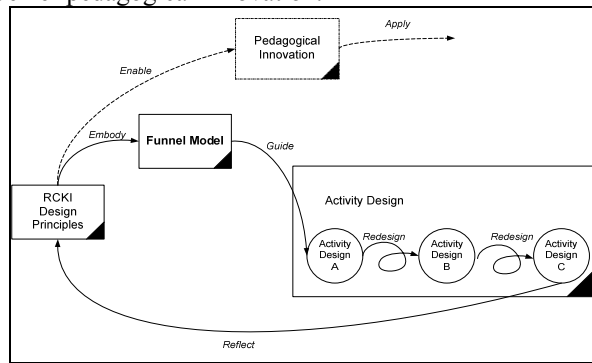 Apply
Pedagogical
Innovation
Enable
Embody
Funnel Model
Guide
RCKI
Design
Principles
Activity Design
Redesign
Redesign
Activity
Design
A
Activity
Design
B
Activity
Design
C
Reflect